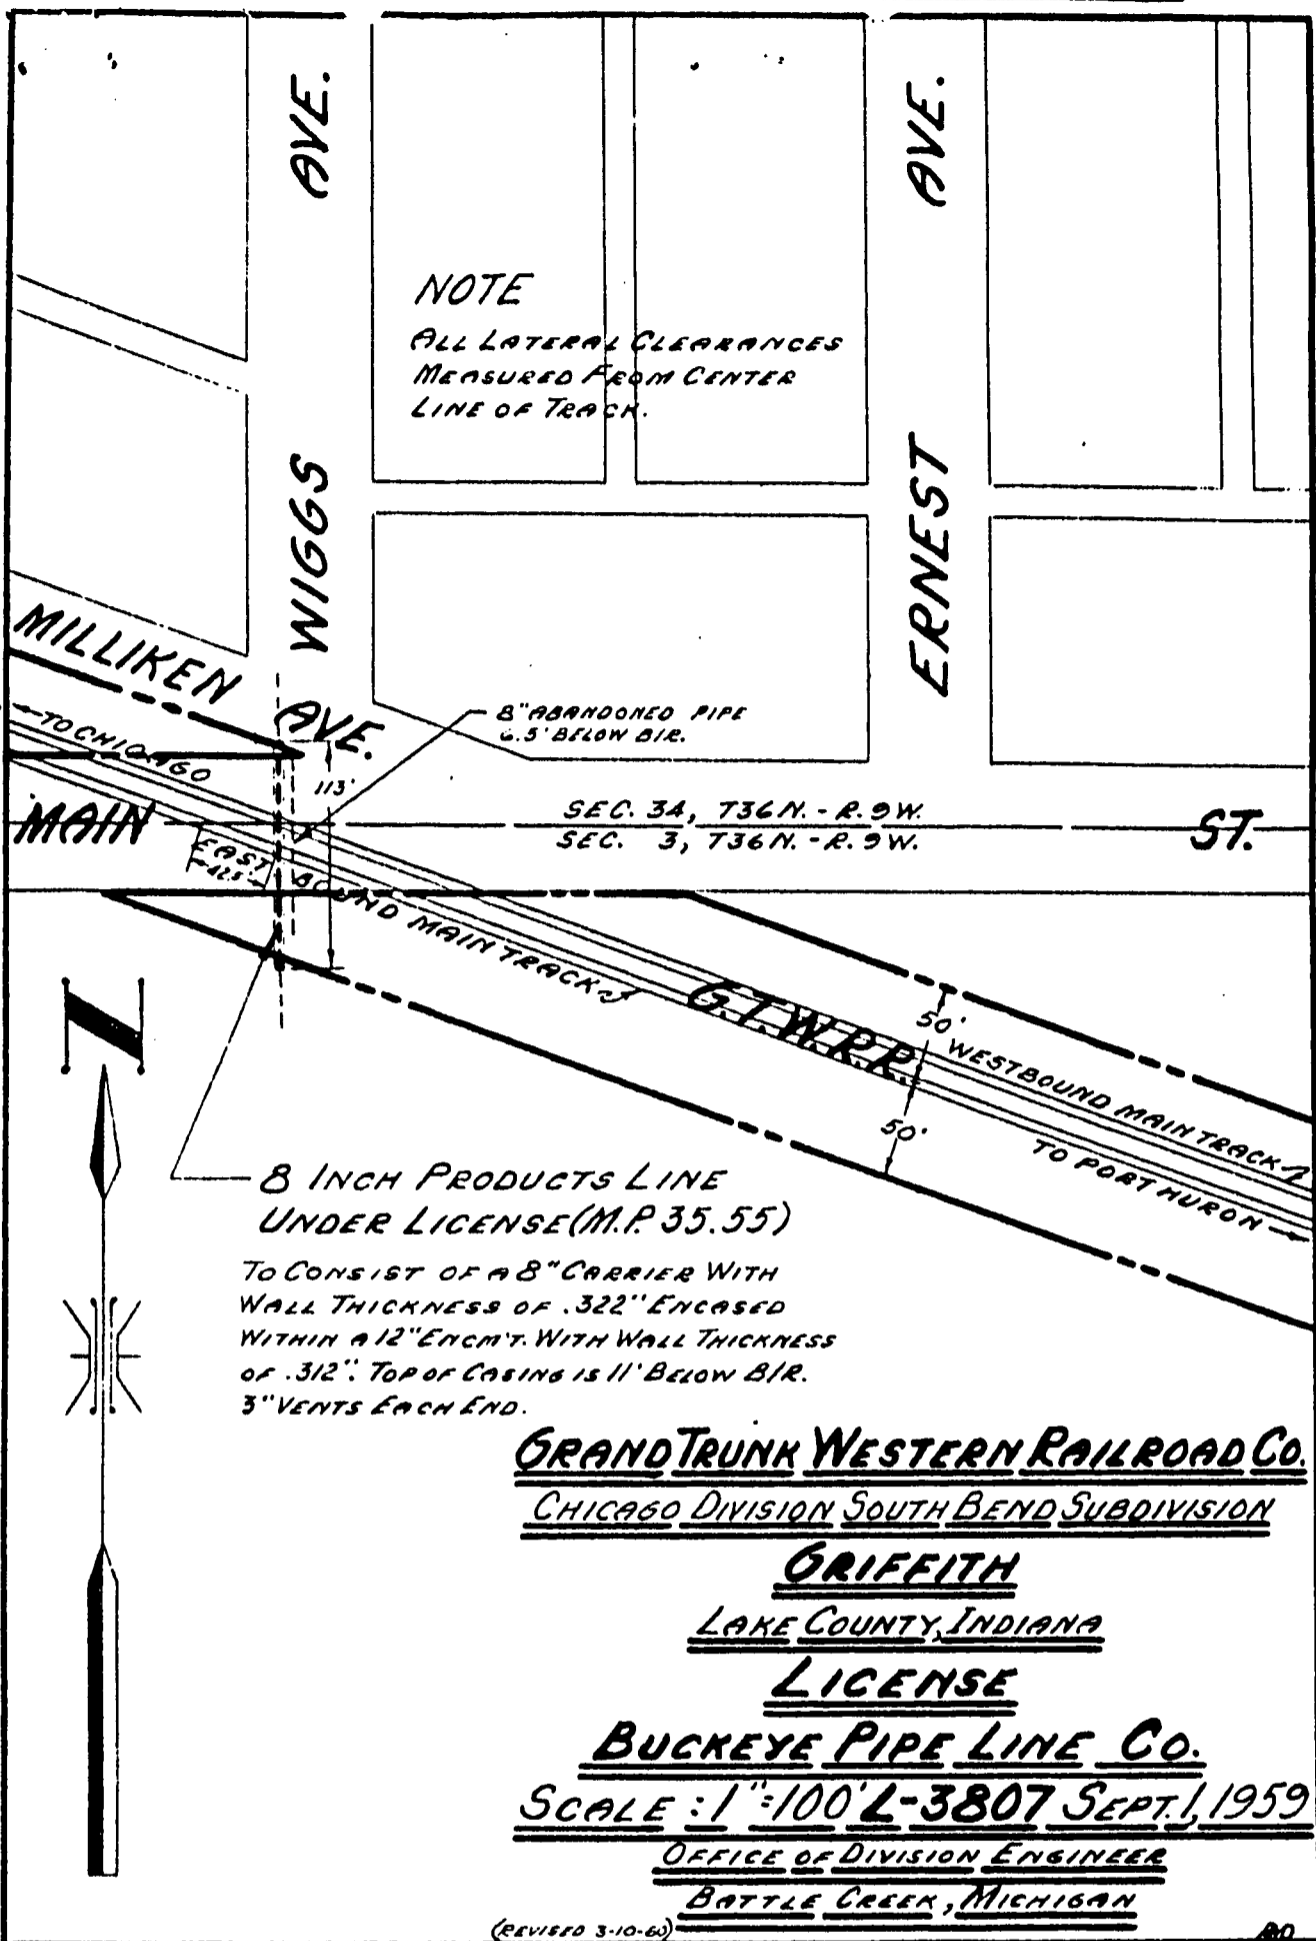 AVE.
AVE.
NOTE
ALL LATERAL CLEARANCES
MEASURED FROM CENTER
LINE OF TRACK.
WIGGS
ERNEST
MILLIKEN
AVE.
8" ABANDONED PIPE
6.5' BELOW B/R.
TO CHICAGO
113'
MAIN
SEC. 34, T36N. - R. 9W.
SEC. 3, T36N. - R. 9W.
ST.
EAST BOUND MAIN TRACK
42.5
N
G.T.W.R.R.
50'
WESTBOUND MAIN TRACK
50'
TO PORT HURON
8 INCH PRODUCTS LINE
UNDER LICENSE (M.P. 35.55)
TO CONSIST OF A 8" CARRIER WITH
WALL THICKNESS OF .322" ENCASED
WITHIN A 12" ENCM'T. WITH WALL THICKNESS
OF .312". TOP OF CASING IS 11' BELOW B/R.
3" VENTS EACH END.
GRAND TRUNK WESTERN RAILROAD CO.
CHICAGO DIVISION SOUTH BEND SUBDIVISION
GRIFFITH
LAKE COUNTY, INDIANA
LICENSE
BUCKEYE PIPE LINE CO.
SCALE : 1"=100' L-3807 SEPT. 1, 1959
OFFICE OF DIVISION ENGINEER
BATTLE CREEK, MICHIGAN
(REVISED 3-10-60)